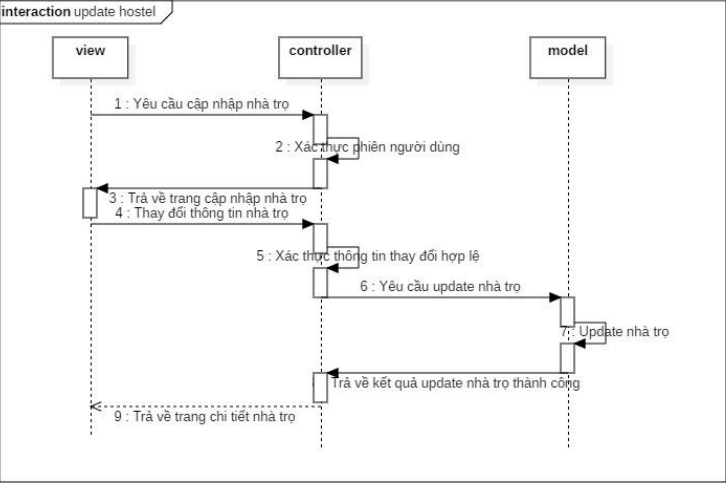 interaction update hostel
view
controller
model
1 : Yêu cầu cập nhập nhà trọ
2 : Xác thực phiên người dùng
3 : Trả về trang cập nhập nhà trọ
4 : Thay đổi thông tin nhà trọ
5 : Xác thực thông tin thay đổi hợp lệ
6 : Yêu cầu update nhà trọ
7 : Update nhà trọ
Trả về kết quả update nhà trọ thành công
9 : Trả về trang chi tiết nhà trọ